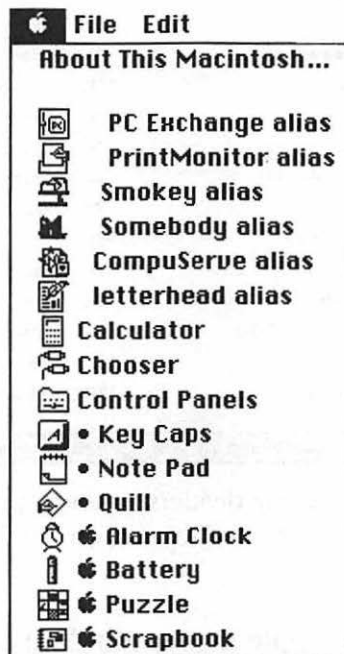 File Edit
About This Macintosh...
PC Exchange alias
PrintMonitor alias
Smokey alias
Somebody alias
CompuServe alias
letterhead alias
Calculator
Chooser
Control Panels
• Key Caps
• Note Pad
• Quill
Alarm Clock
Battery
Puzzle
Scrapbook